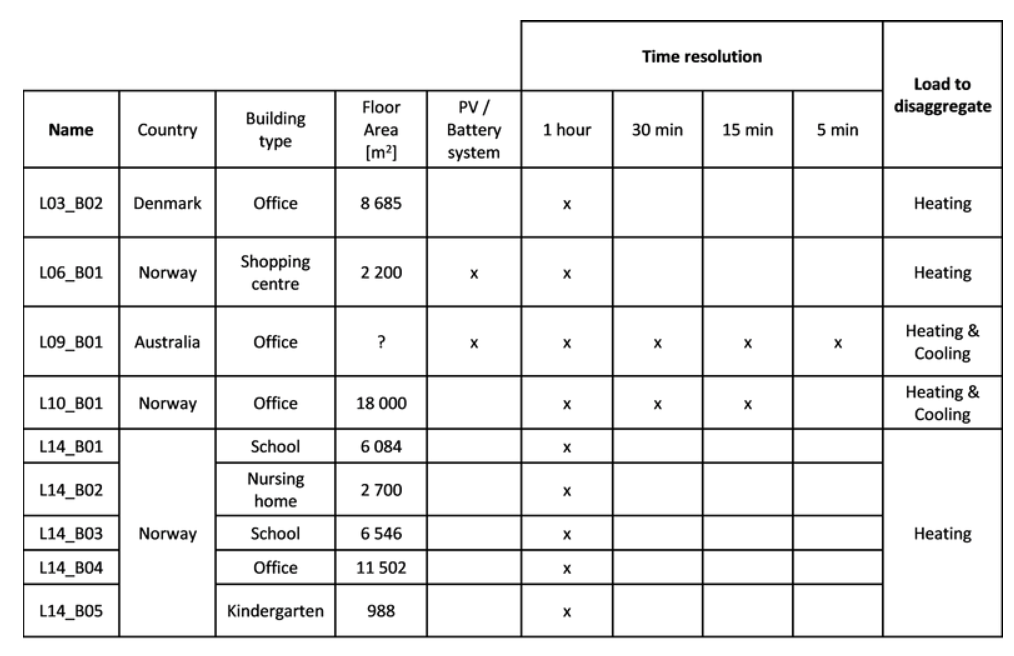 Time resolution
Load to
disaggregate
Name Country Building
type Floor
Area
[m²] PV /
Battery
system 1 hour 30 min 15 min 5 min
L03_B02 Denmark Office 8 685 x Heating
L06_B01 Norway Shopping
centre 2 200 x x Heating
L09_B01 Australia Office ? x x x x x Heating &
Cooling
L10_B01 Norway Office 18 000 x x x Heating &
Cooling
L14_B01 School 6 084 x
L14_B02 Nursing
home 2 700 x
L14_B03 Norway School 6 546 x Heating
L14_B04 Office 11 502 x
L14_B05 Kindergarten 988 x